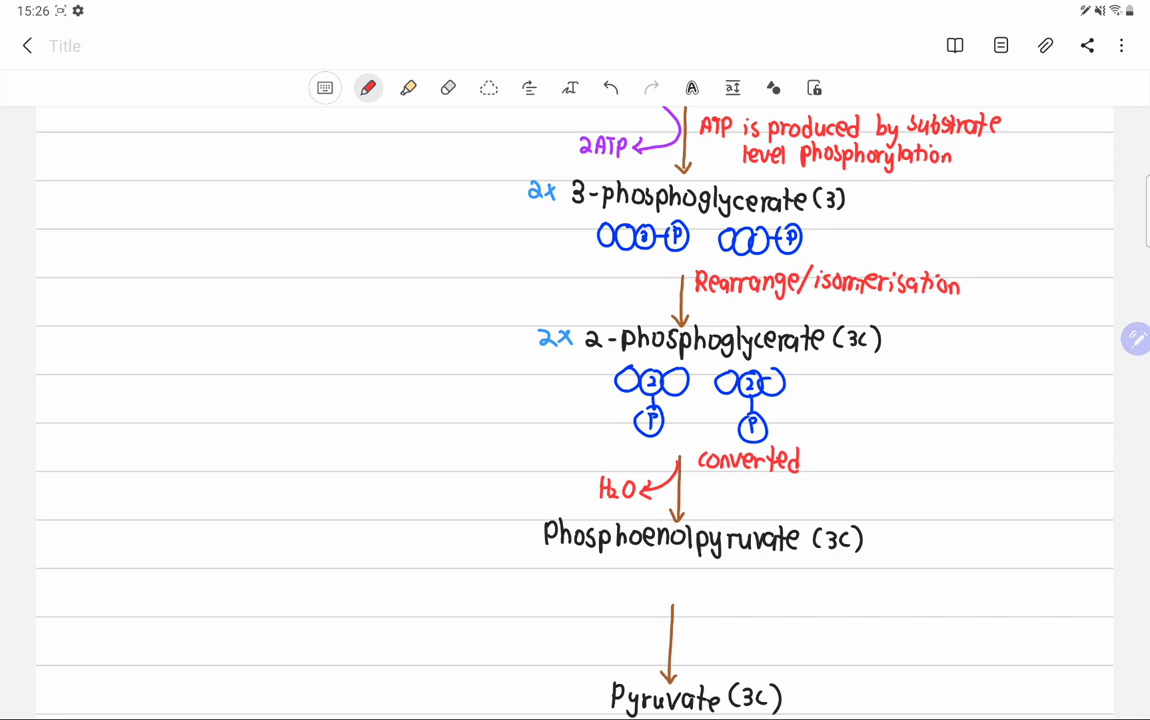 15:26
Title
2ATP
ATP is produced by substrate
level phosphorylation
2x 3-phosphoglycerate (3)
3 P P
Rearrange/isomerisation
2x 2-phosphoglycerate (3C)
2 2
P P
converted
H2O
Phosphoenolpyruvate (3C)
Pyruvate (3C)